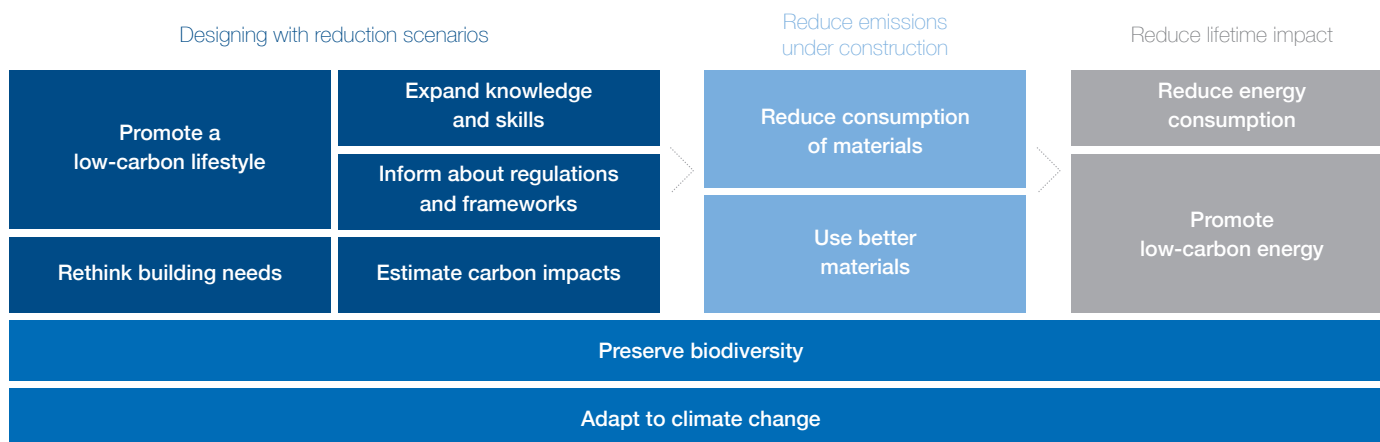 Designing with reduction scenarios
Reduce emissions
under construction
Reduce lifetime impact
Promote a
low-carbon lifestyle
Expand knowledge
and skills
Inform about regulations
and frameworks
Rethink building needs
Estimate carbon impacts
Reduce consumption
of materials
Use better
materials
Reduce energy
consumption
Promote
low-carbon energy
Preserve biodiversity
Adapt to climate change